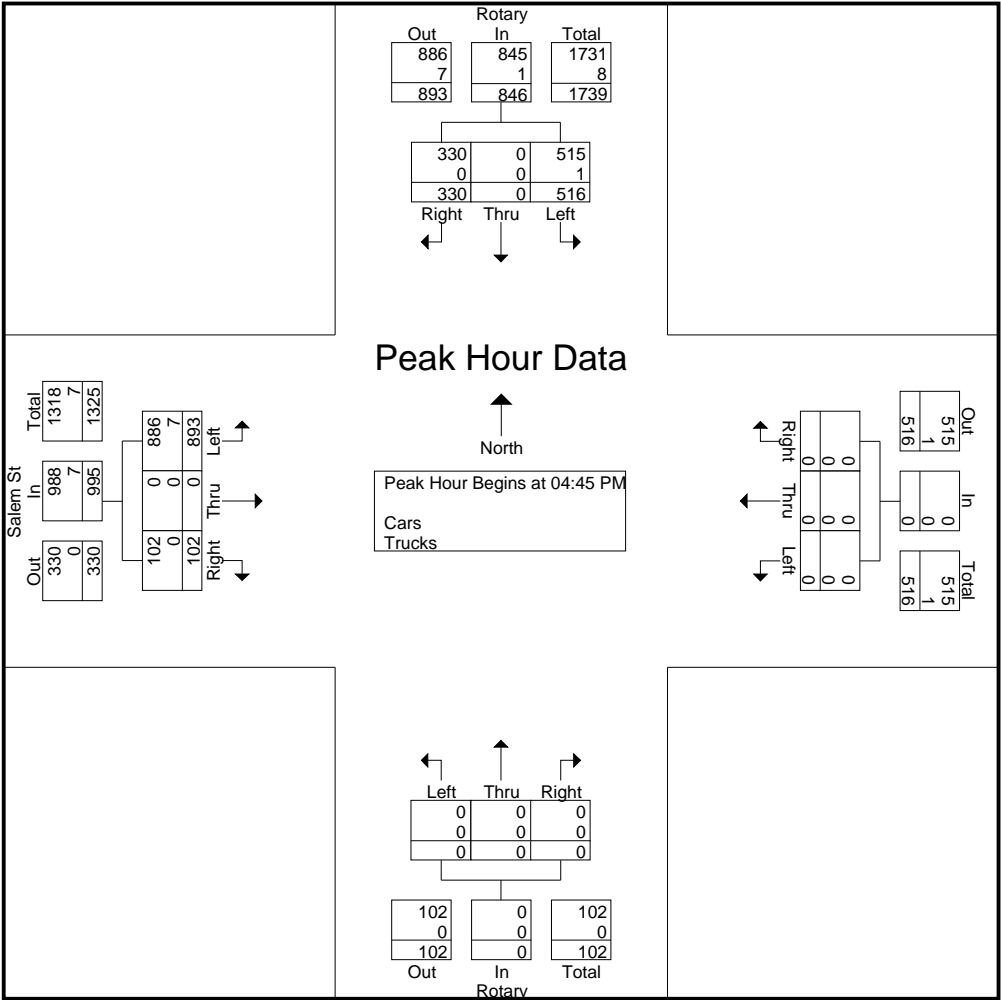 Rotary
Out In Total
886 845 1731
7 1 8
893 846 1739
330 0 515
0 0 1
330 0 516
Right Thru Left
Peak Hour Data
North
Peak Hour Begins at 04:45 PM
Cars
Trucks
Salem St
Total In Out
1318 988 330
7 7 0
1325 995 330
886 0 102
7 0 0
893 0 102
Left Thru Right
Out In Total
515 0 515
1 0 1
516 0 516
0 0 0
0 0 0
0 0 0
Right Thru Left
Left Thru Right
0 0 0
0 0 0
0 0 0
102 0 102
0 0 0
102 0 102
Out In Total
Rotary